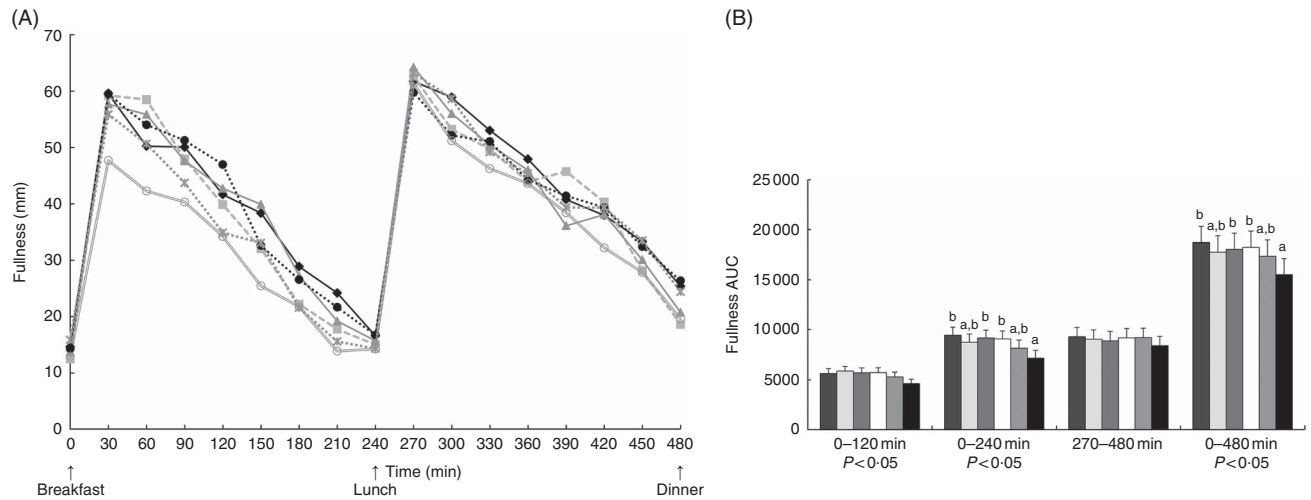 (A)
70
60
50
40
30
20
10
0
Fullness (mm)
0 30 60 90 120 150 180 210 240 270 300 330 360 390 420 450 480
↑ ↑ Time (min) ↑
Breakfast Lunch Dinner
(B)
25 000
20 000
15 000
10 000
5000
0
Fullness AUC
b a,b b b a,b a
b a,b b b a,b a
0–120 min 0–240 min 270–480 min 0–480 min
P < 0·05 P < 0·05 P < 0·05